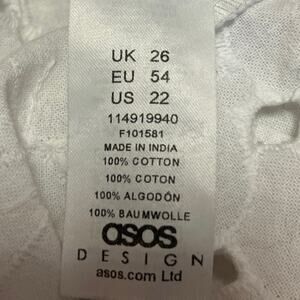 UK 26
EU 54
US 22
114919940
F101581
MADE IN INDIA
100% COTTON
100% COTON
100% ALGODÓN
100% BAUMWOLLE
asos
DESIGN
asos.com Ltd